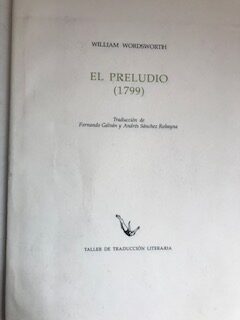 WILLIAM WORDSWORTH
EL PRELUDIO
(1799)
Traducción de
Fernando Galván y Andrés Sánchez Robayna
TALLER DE TRADUCCIÓN LITERARIA